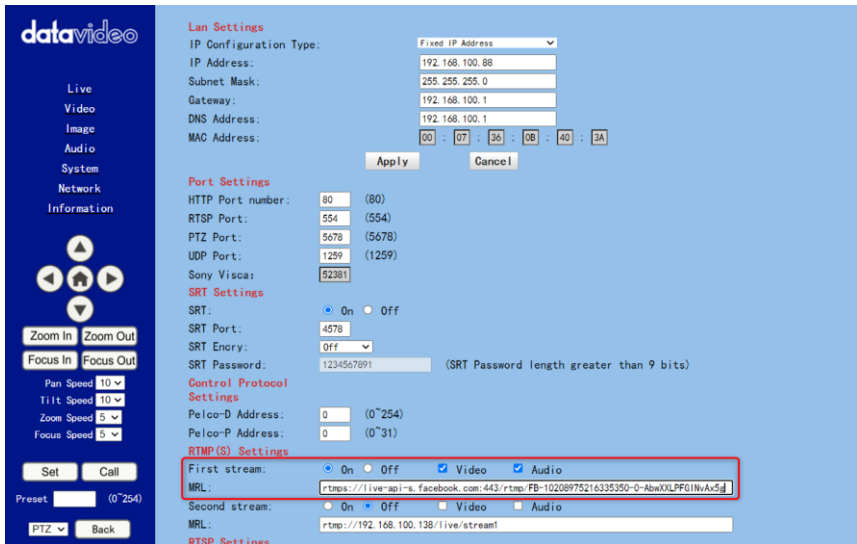 datavideo
Live
Video
Image
Audio
System
Network
Information
Zoom In Zoom Out
Focus In Focus Out
Pan Speed 10
Tilt Speed 10
Zoom Speed 5
Focus Speed 5
Set Call
Preset (0~254)
PTZ Back
Lan Settings
IP Configuration Type: Fixed IP Address
IP Address: 192.168.100.88
Subnet Mask: 255.255.255.0
Gateway: 192.168.100.1
DNS Address: 192.168.100.1
MAC Address: 00 : 07 : 36 : 0B : 40 : 3A
Apply Cancel
Port Settings
HTTP Port number: 80 (80)
RTSP Port: 554 (554)
PTZ Port: 5678 (5678)
UDP Port: 1259 (1259)
Sony Visca: 52381
SRT Settings
SRT: On Off
SRT Port: 4578
SRT Encry: Off
SRT Password: 1234567891 (SRT Password length greater than 9 bits)
Control Protocol
Settings
Pelco-D Address: 0 (0~254)
Pelco-P Address: 0 (0~31)
RTMP(S) Settings
First stream: On Off Video Audio
MRL: rtmps://live-api-s.facebook.com:443/rtmp/FB-10208975216335350-0-AbwXXLPFGINvAx5g
Second stream: On Off Video Audio
MRL: rtmp://192.168.100.138/live/stream1
RTSP Settings